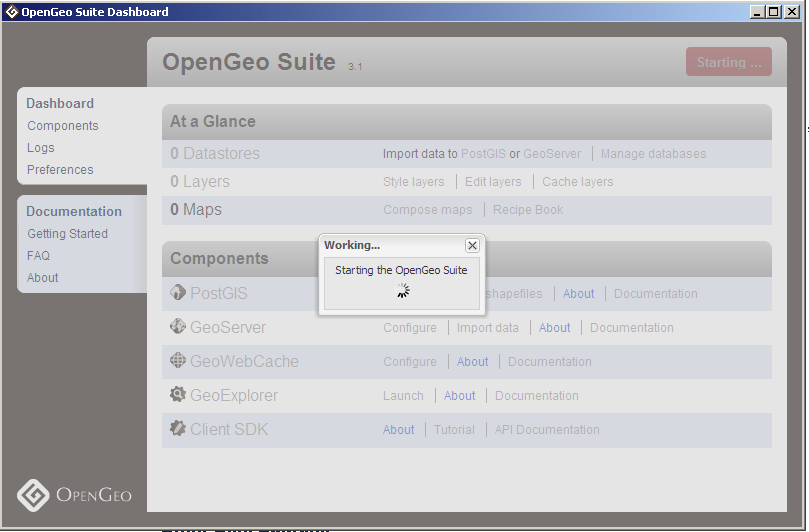 OpenGeo Suite Dashboard
OpenGeo Suite 3.1
Starting ...
Dashboard
Components
Logs
Preferences
Documentation
Getting Started
FAQ
About
At a Glance
0 Datastores Import data to PostGIS or GeoServer Manage databases
0 Layers Style layers Edit layers Cache layers
0 Maps Compose maps Recipe Book
Components
PostGIS shapefiles About Documentation
GeoServer Configure Import data About Documentation
GeoWebCache Configure About Documentation
GeoExplorer Launch About Documentation
Client SDK About Tutorial API Documentation
Working...
Starting the OpenGeo Suite
OPENGEO